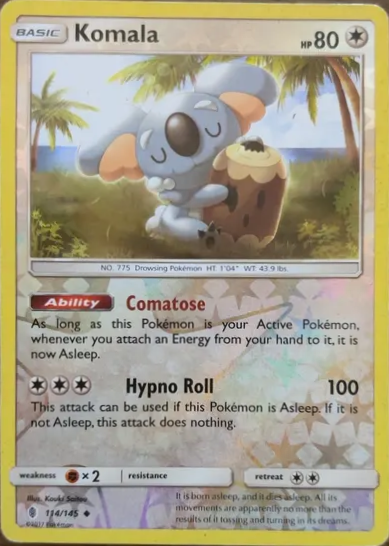 BASIC Komala HP 80
NO. 775 Drowsing Pokémon HT 1'04" WT 43.9 lbs.
Ability Comatose
As long as this Pokémon is your Active Pokémon,
whenever you attach an Energy from your hand to it, it is
now Asleep.
Hypno Roll 100
This attack can be used if this Pokémon is Asleep. If it is
not Asleep, this attack does nothing.
weakness ×2 resistance retreat
Illus. Kouki Saitou
114/145
It is born asleep, and it dies asleep. All its
movements are apparently no more than the
results of it tossing and turning in its dreams.
©2017 Pokémon